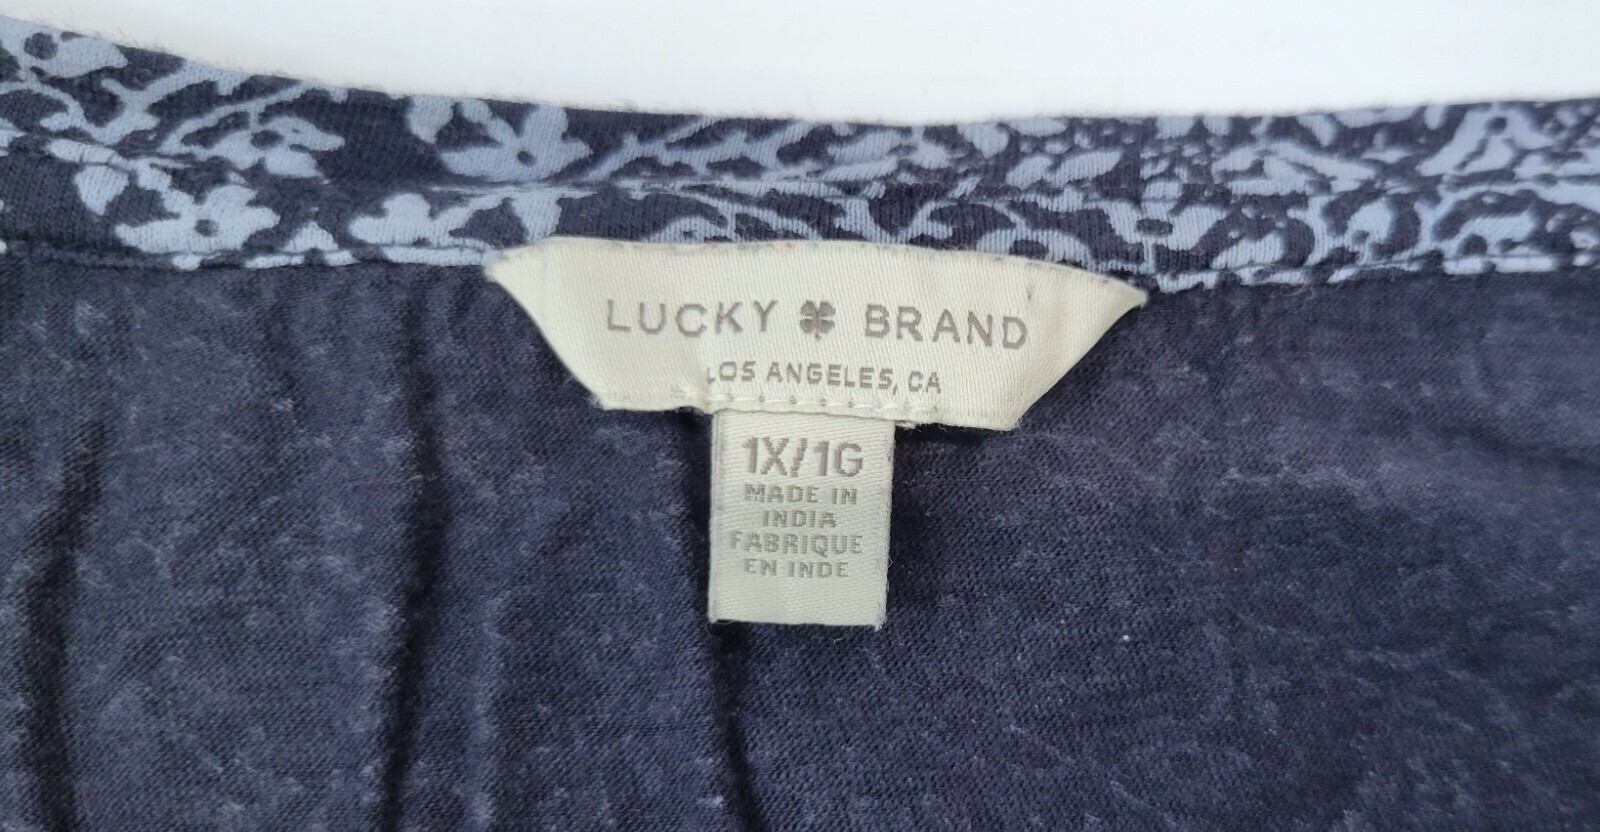 LUCKY BRAND
LOS ANGELES, CA
1X/1G
MADE IN
INDIA
FABRIQUE
EN INDE